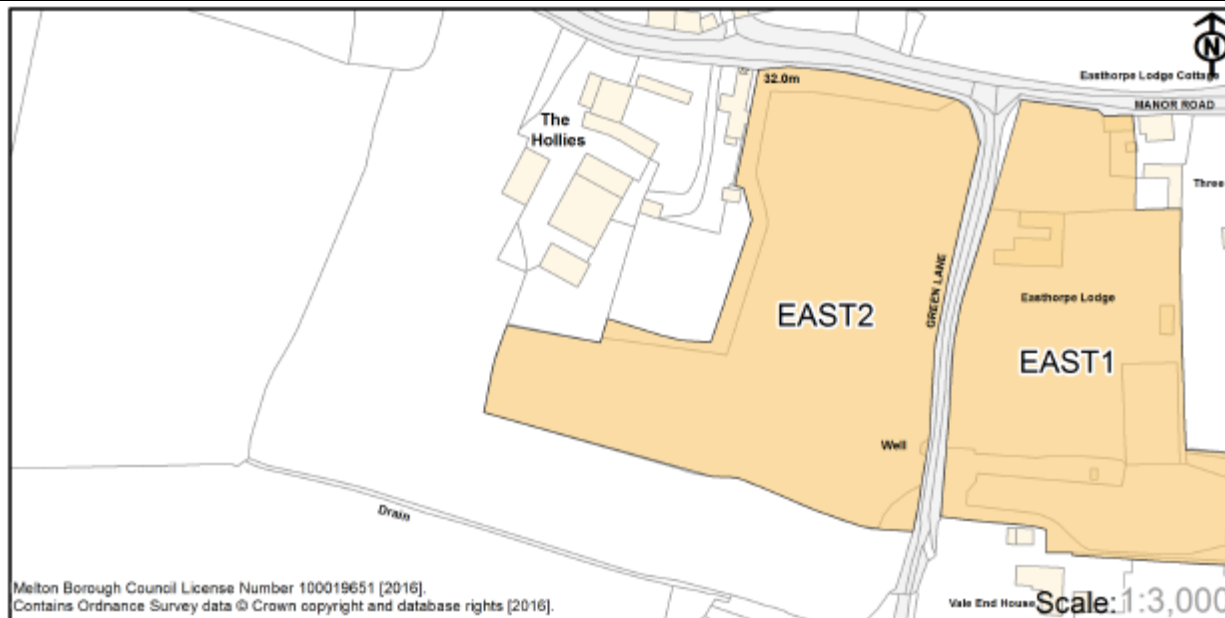 N
Easthorpe Lodge Cottage
32.0m
MANOR ROAD
The
Hollies
Three
GREEN LANE
Easthorpe Lodge
EAST2
EAST1
Well
Drain
Melton Borough Council License Number 100019651 [2016].
Contains Ordnance Survey data © Crown copyright and database rights [2016].
Vale End House
Scale: 1:3,000